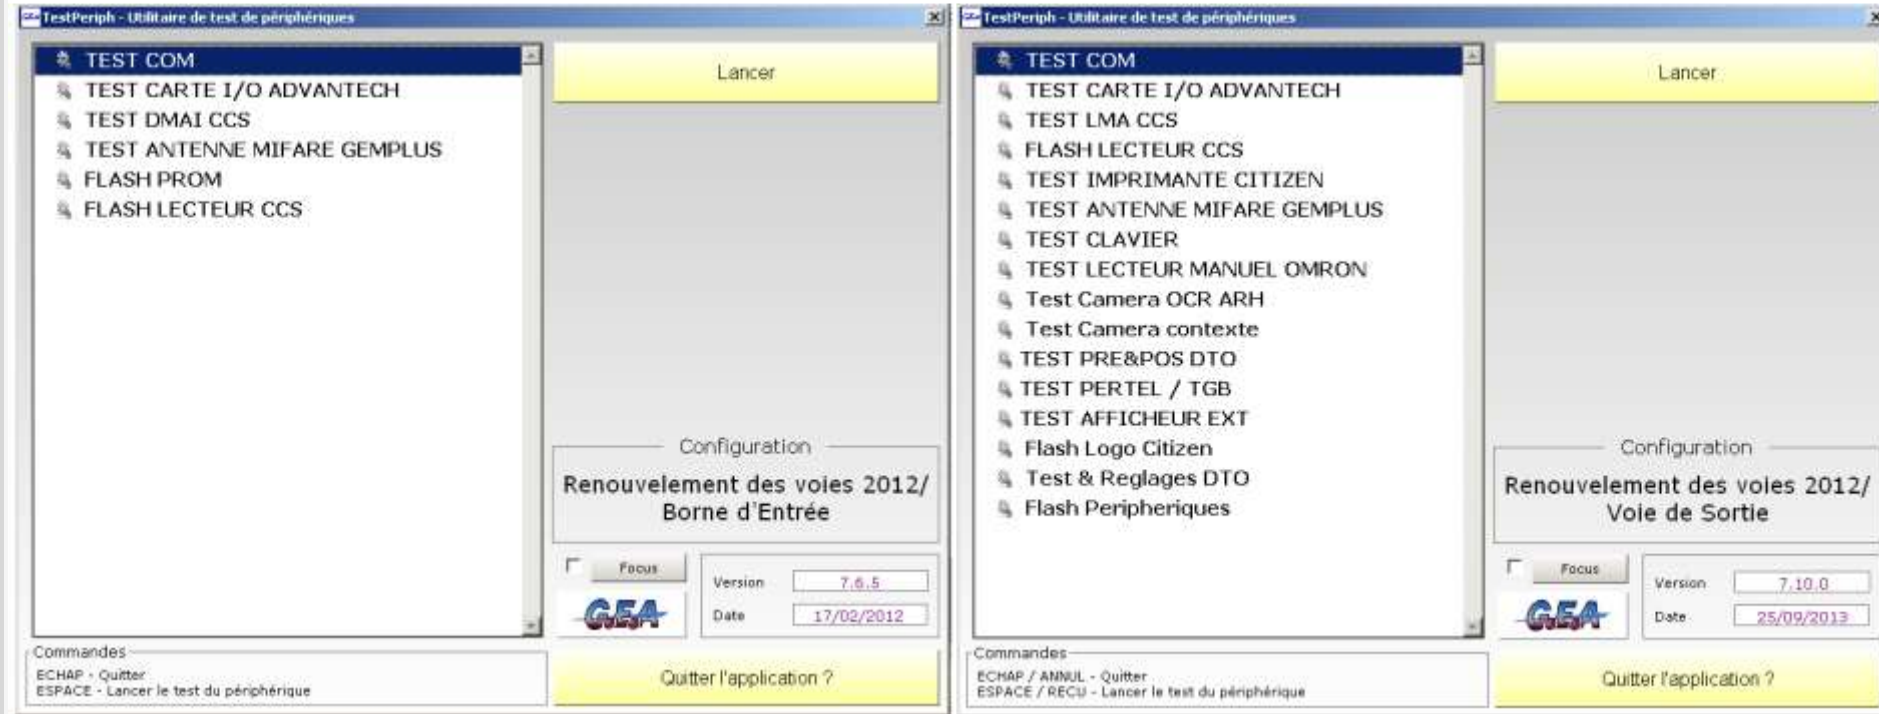 TestPeriph - Utilitaire de test de périphériques
TEST COM
TEST CARTE I/O ADVANTECH
TEST DMAI CCS
TEST ANTENNE MIFARE GEMPLUS
FLASH PROM
FLASH LECTEUR CCS
Lancer
Configuration
Renouvelement des voies 2012/
Borne d'Entrée
Focus
GEA
Version 7.6.5
Date 17/02/2012
Commandes
ECHAP - Quitter
ESPACE - Lancer le test du périphérique
Quitter l'application ?
TestPeriph - Utilitaire de test de périphériques
TEST COM
TEST CARTE I/O ADVANTECH
TEST LMA CCS
FLASH LECTEUR CCS
TEST IMPRIMANTE CITIZEN
TEST ANTENNE MIFARE GEMPLUS
TEST CLAVIER
TEST LECTEUR MANUEL OMRON
Test Camera OCR ARH
Test Camera contexte
TEST PRE&POS DTO
TEST PERTEL / TGB
TEST AFFICHEUR EXT
Flash Logo Citizen
Test & Reglages DTO
Flash Peripheriques
Lancer
Configuration
Renouvelement des voies 2012/
Voie de Sortie
Focus
GEA
Version 7.10.0
Date 25/09/2013
Commandes
ECHAP / ANNUL - Quitter
ESPACE / RECU - Lancer le test du périphérique
Quitter l'application ?